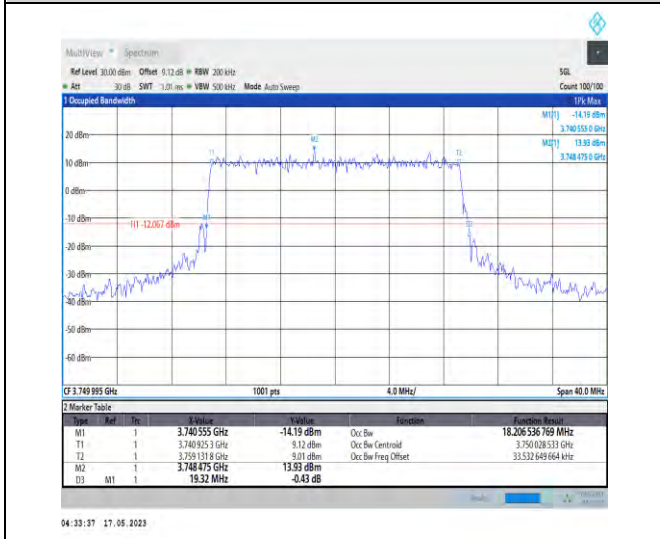 MultiView Spectrum
Ref Level 30.00 dBm Offset 9.12 dB RBW 200 kHz SGL
Att 30 dB SWT 1.01 ms VBW 500 kHz Mode Auto Sweep Count 100/100
1 Occupied Bandwidth 1Pk Max
M1[1] -14.19 dBm
3.740 555 0 GHz
M2[1] 13.93 dBm
3.748 475 0 GHz
20 dBm
M2
T1 T2
10 dBm
0 dBm
-10 dBm
M1
H1 -12.067 dBm
-20 dBm
-30 dBm
-40 dBm
-50 dBm
-60 dBm
CF 3.749 995 GHz 1001 pts 4.0 MHz/ Span 40.0 MHz
2 Marker Table
Type Ref Trc X-Value Y-Value Function Function Result
M1 1 3.740 555 GHz -14.19 dBm Occ Bw 18.206 536 769 MHz
T1 1 3.740 925 3 GHz 9.12 dBm Occ Bw Centroid 3.750 028 533 GHz
T2 1 3.759 131 8 GHz 9.01 dBm Occ Bw Freq Offset 33.532 649 664 kHz
M2 1 3.748 475 GHz 13.93 dBm
D3 M1 1 19.32 MHz -0.43 dB
04:33:37 17.05.2023